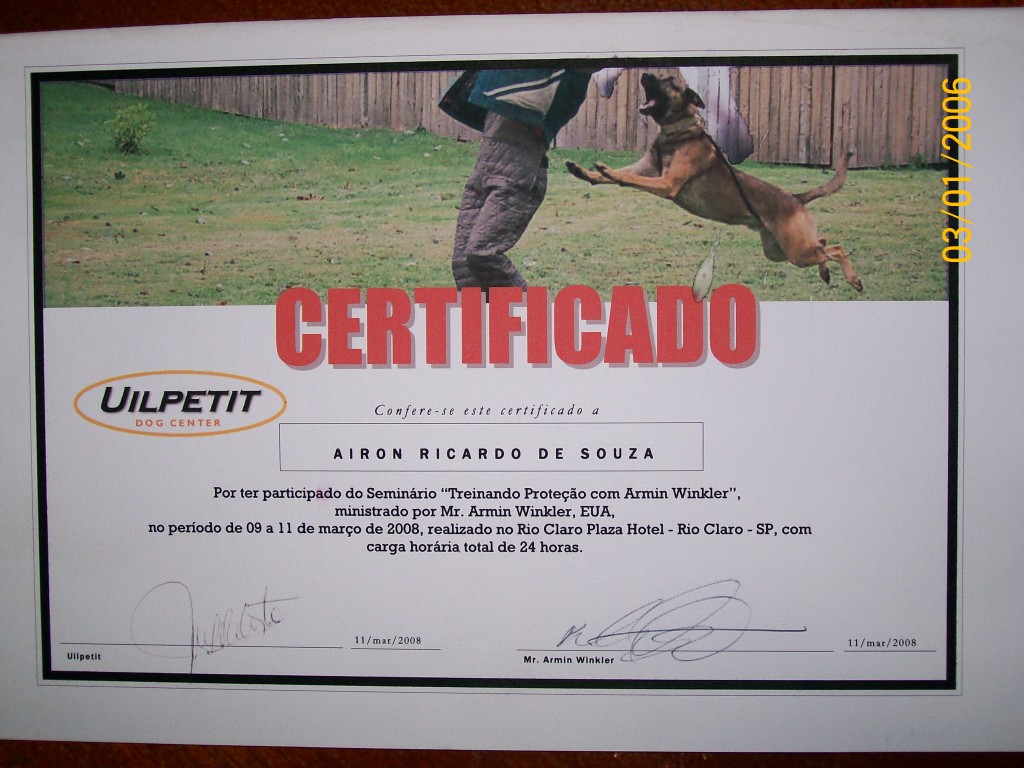 03/01/2006
CERTIFICADO
UILPETIT
DOG CENTER
Confere-se este certificado a
AIRON RICARDO DE SOUZA
Por ter participado do Seminário “Treinando Proteção com Armin Winkler”,
ministrado por Mr. Armin Winkler, EUA,
no período de 09 a 11 de março de 2008, realizado no Rio Claro Plaza Hotel - Rio Claro - SP, com
carga horária total de 24 horas.
11/mar/2008
11/mar/2008
Uilpetit
Mr. Armin Winkler